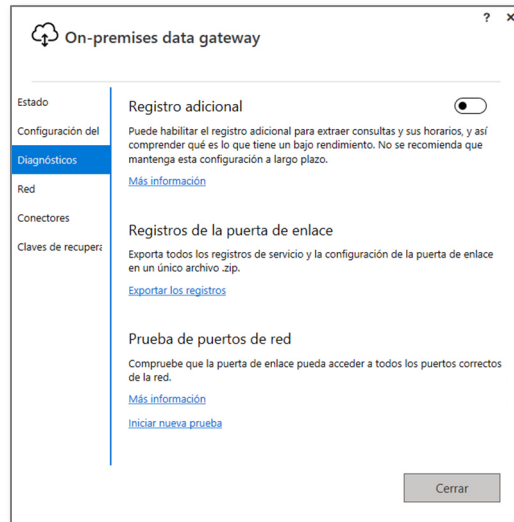 ? ×
On-premises data gateway
Estado
Configuración del
Diagnósticos
Red
Conectores
Claves de recupera
Registro adicional
Puede habilitar el registro adicional para extraer consultas y sus horarios, y así
comprender qué es lo que tiene un bajo rendimiento. No se recomienda que
mantenga esta configuración a largo plazo.
Más información
Registros de la puerta de enlace
Exporta todos los registros de servicio y la configuración de la puerta de enlace
en un único archivo .zip.
Exportar los registros
Prueba de puertos de red
Compruebe que la puerta de enlace pueda acceder a todos los puertos correctos
de la red.
Más información
Iniciar nueva prueba
Cerrar